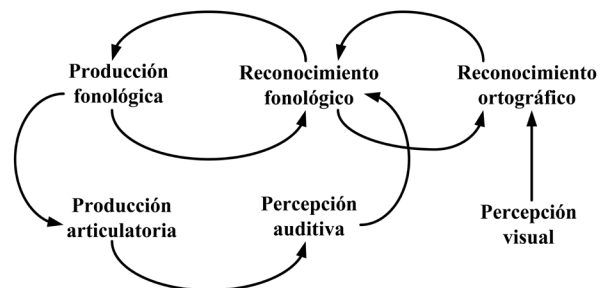 Producción
fonológica
Reconocimiento
fonológico
Reconocimiento
ortográfico
Producción
articulatoria
Percepción
auditiva
Percepción
visual